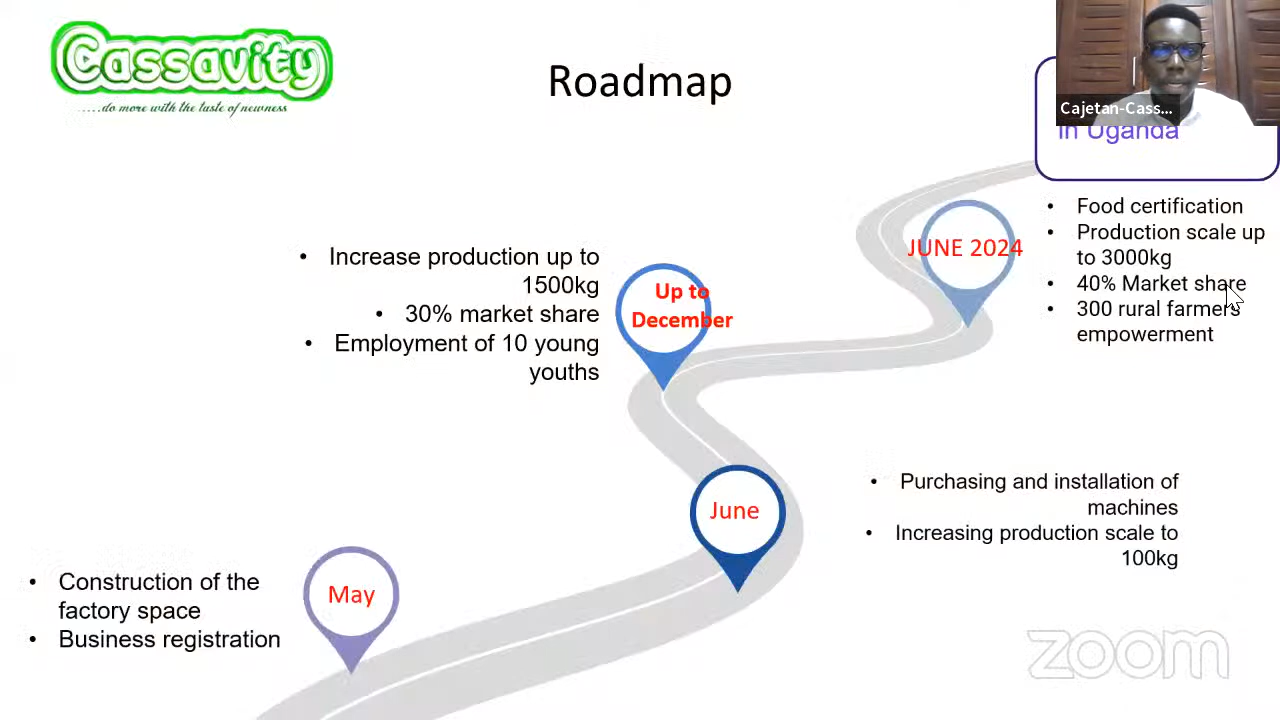 Cassavity
.....do more with the taste of newness
Roadmap
Cajetan-Cass...
in Uganda
JUNE 2024
• Food certification
• Production scale up
to 3000kg
• 40% Market share
• 300 rural farmers
empowerment
• Increase production up to
1500kg
• 30% market share
• Employment of 10 young
youths
Up to
December
June
• Purchasing and installation of
machines
• Increasing production scale to
100kg
• Construction of the
factory space
• Business registration
May
zoom